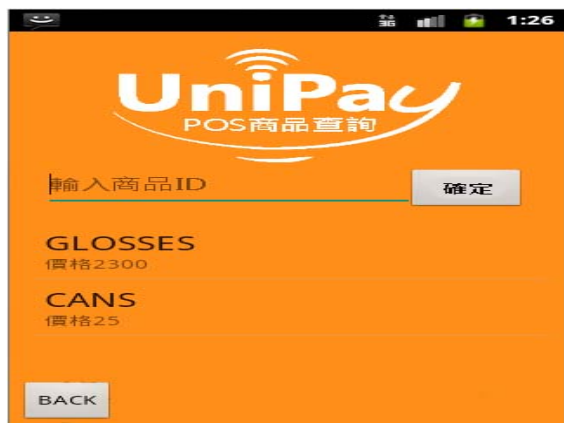 3G 1:26
UniPay
POS商品查詢
輸入商品ID
確定
GLOSSES
價格2300
CANS
價格25
BACK